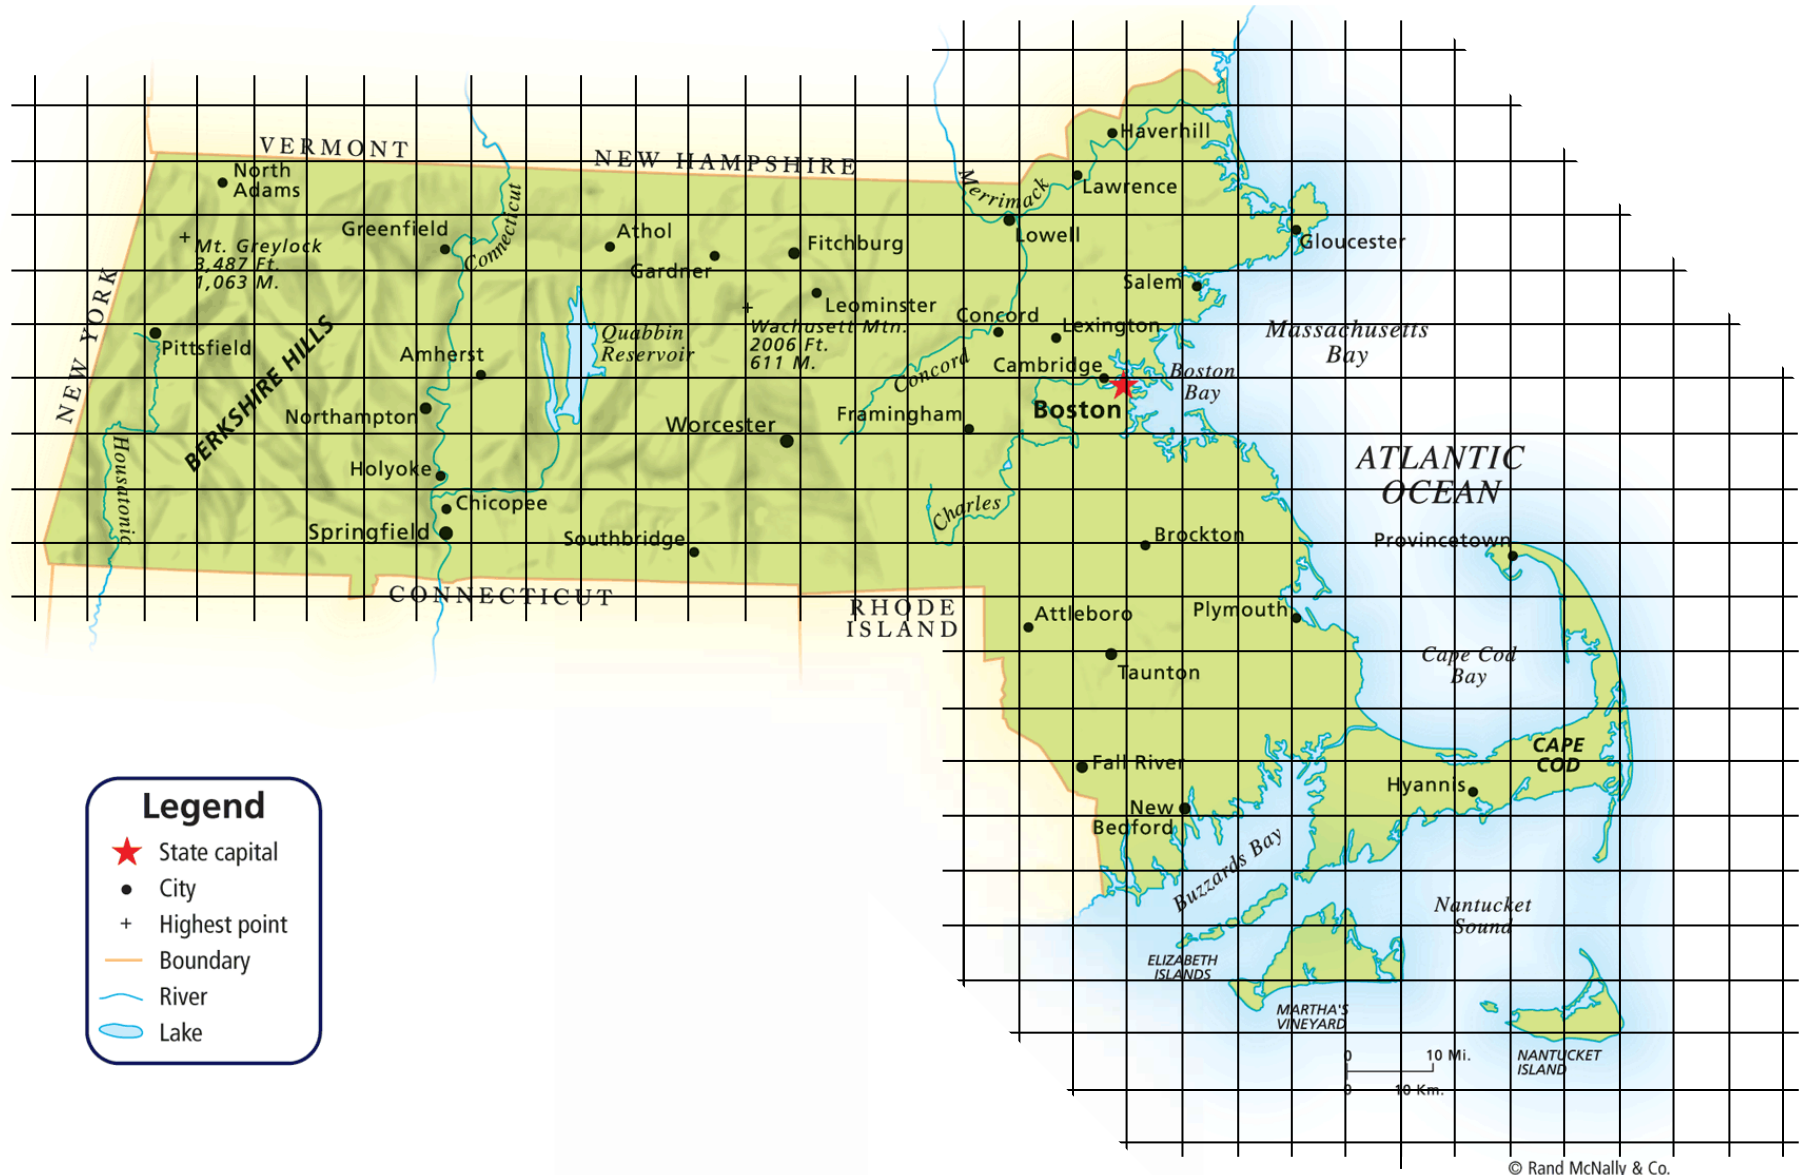 VERMONT
NEW HAMPSHIRE
Haverhill
North
Adams
Merrimack
Lawrence
Connecticut
Greenfield
Athol
Fitchburg
Lowell
Gloucester
Mt. Greylock
3,487 Ft.
1,063 M.
Gardner
Salem
NEW YORK
Leominster
Concord
Lexington
Massachusetts
Bay
Wachusett Mtn.
2006 Ft.
611 M.
Quabbin
Reservoir
Pittsfield
BERKSHIRE HILLS
Amherst
Concord
Cambridge
Boston
Bay
Boston
Northampton
Worcester
Framingham
Housatonic
Holyoke
ATLANTIC
OCEAN
Chicopee
Charles
Springfield
Southbridge
Brockton
Provincetown
CONNECTICUT
RHODE
ISLAND
Attleboro
Plymouth
Taunton
Cape Cod
Bay
Fall River
CAPE
COD
Hyannis
New
Bedford
Buzzards Bay
Nantucket
Sound
ELIZABETH
ISLANDS
MARTHA'S
VINEYARD
NANTUCKET
ISLAND
0 10 Mi.
0 10 Km.
Legend
State capital
City
Highest point
Boundary
River
Lake
© Rand McNally & Co.